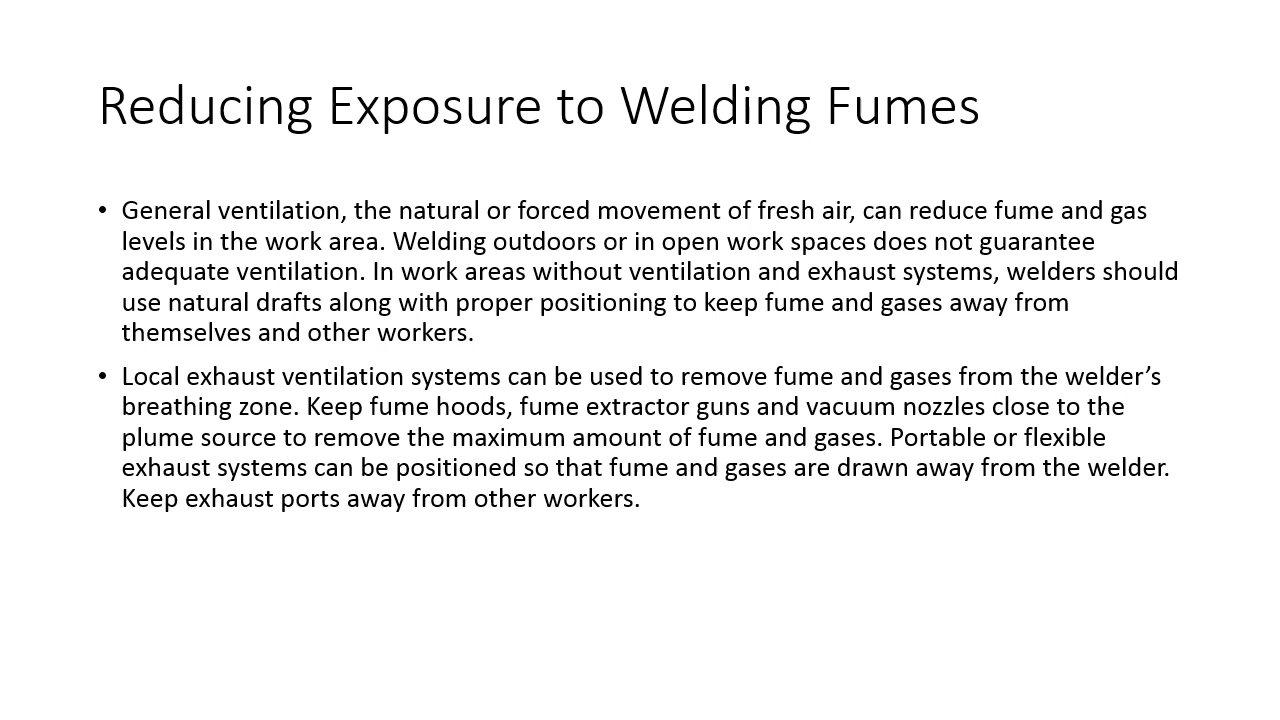 Reducing Exposure to Welding Fumes
• General ventilation, the natural or forced movement of fresh air, can reduce fume and gas
levels in the work area. Welding outdoors or in open work spaces does not guarantee
adequate ventilation. In work areas without ventilation and exhaust systems, welders should
use natural drafts along with proper positioning to keep fume and gases away from
themselves and other workers.
• Local exhaust ventilation systems can be used to remove fume and gases from the welder’s
breathing zone. Keep fume hoods, fume extractor guns and vacuum nozzles close to the
plume source to remove the maximum amount of fume and gases. Portable or flexible
exhaust systems can be positioned so that fume and gases are drawn away from the welder.
Keep exhaust ports away from other workers.